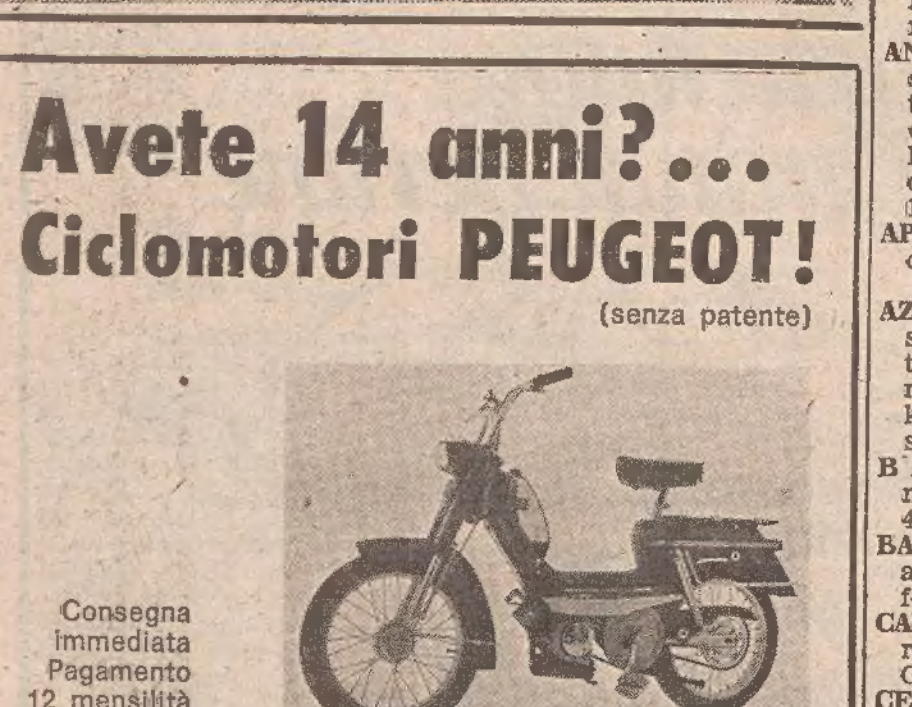 Avete 14 anni?...
Ciclomotori PEUGEOT!
(senza patente)
Consegna
immediata
Pagamento
12 mensilità